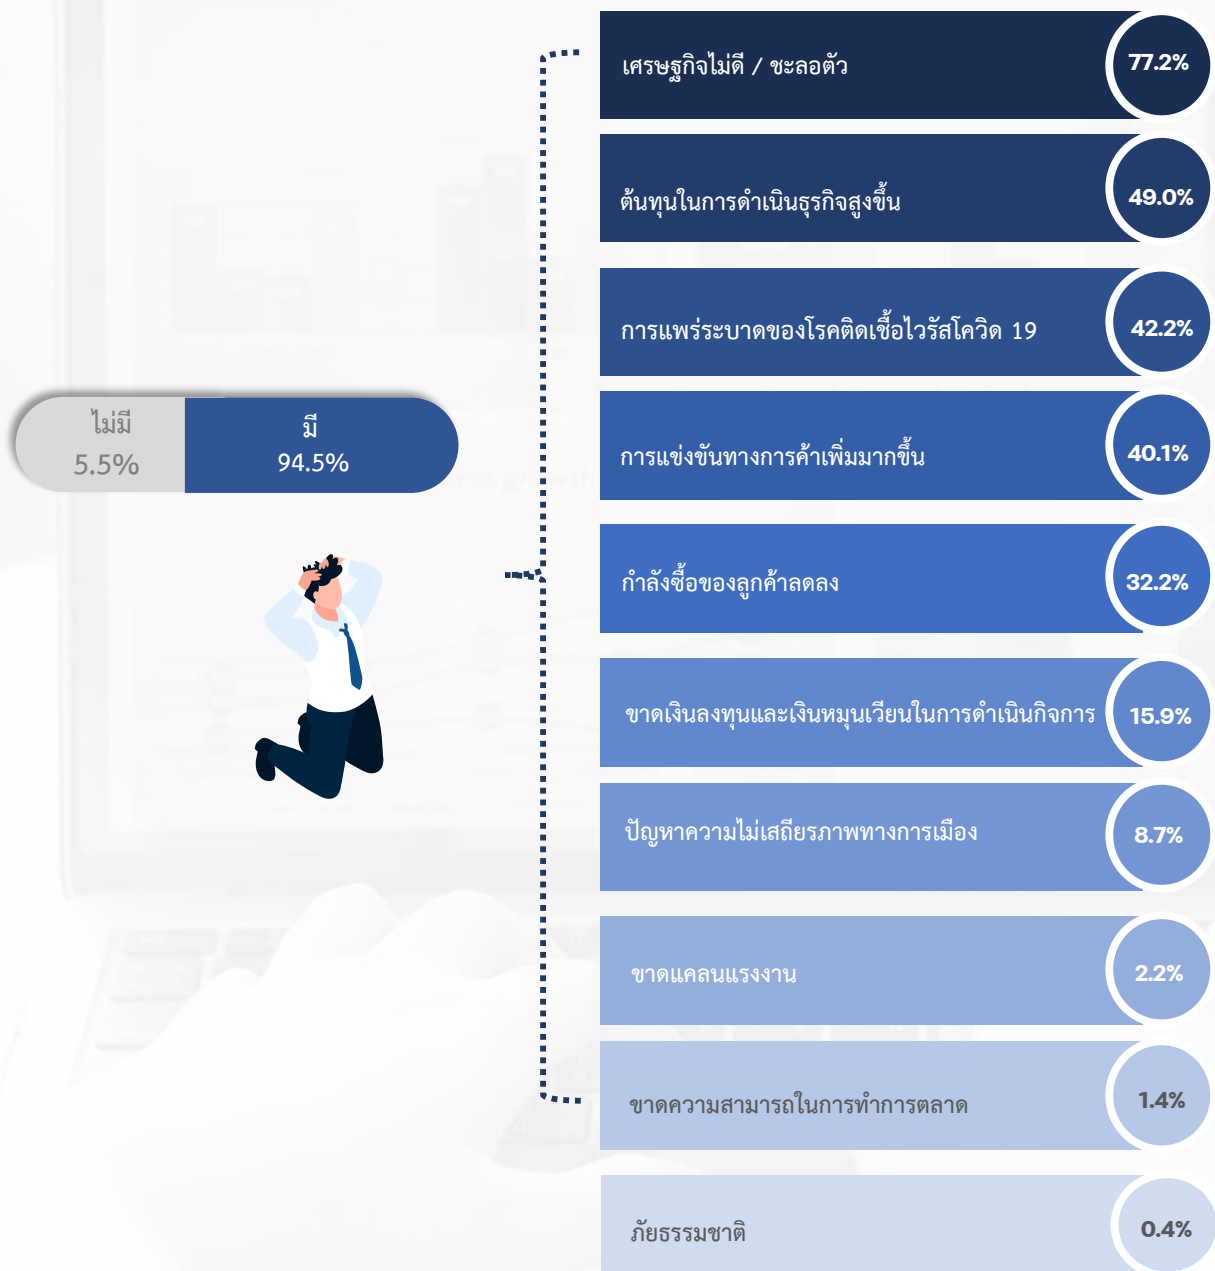 ไม่มี
5.5%
มี
94.5%
เศรษฐกิจไม่ดี / ชะลอตัว
77.2%
ต้นทุนในการดำเนินธุรกิจสูงขึ้น
49.0%
การแพร่ระบาดของโรคติดเชื้อไวรัสโควิด 19
42.2%
การแข่งขันทางการค้าเพิ่มมากขึ้น
40.1%
กำลังซื้อของลูกค้าลดลง
32.2%
ขาดเงินลงทุนและเงินหมุนเวียนในการดำเนินกิจการ
15.9%
ปัญหาความไม่เสถียรภาพทางการเมือง
8.7%
ขาดแคลนแรงงาน
2.2%
ขาดความสามารถในการทำการตลาด
1.4%
ภัยธรรมชาติ
0.4%